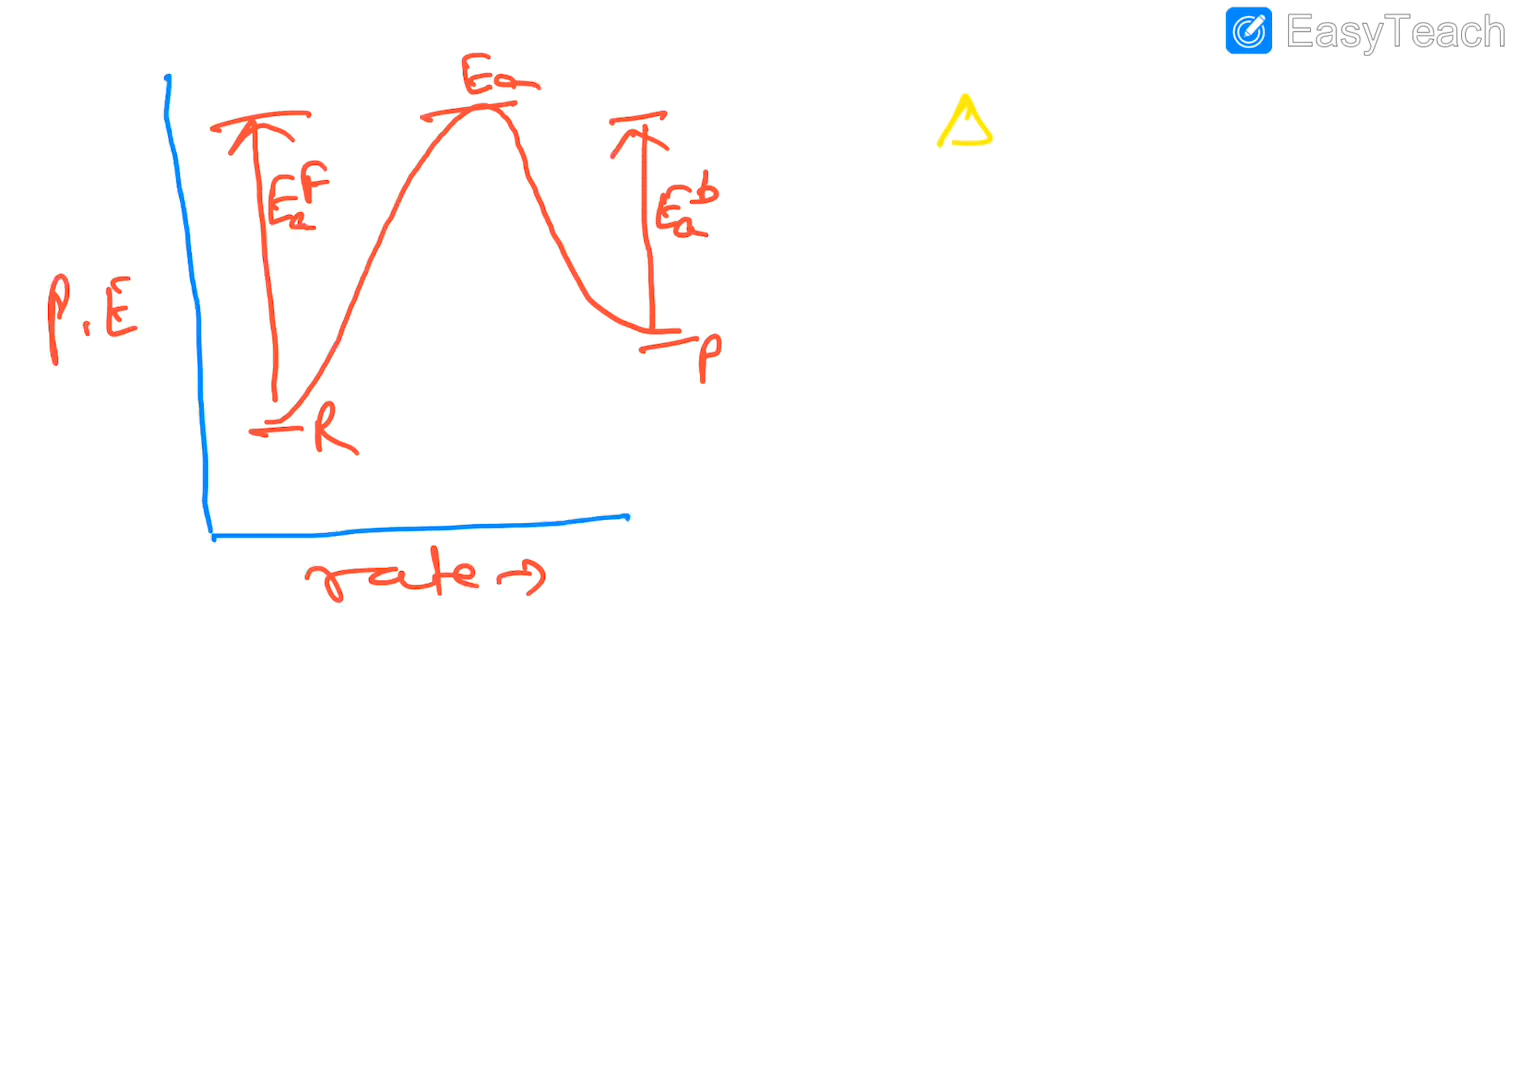 EasyTeach
Ea
Ea^F
Ea^b
P.E
P
R
rate →